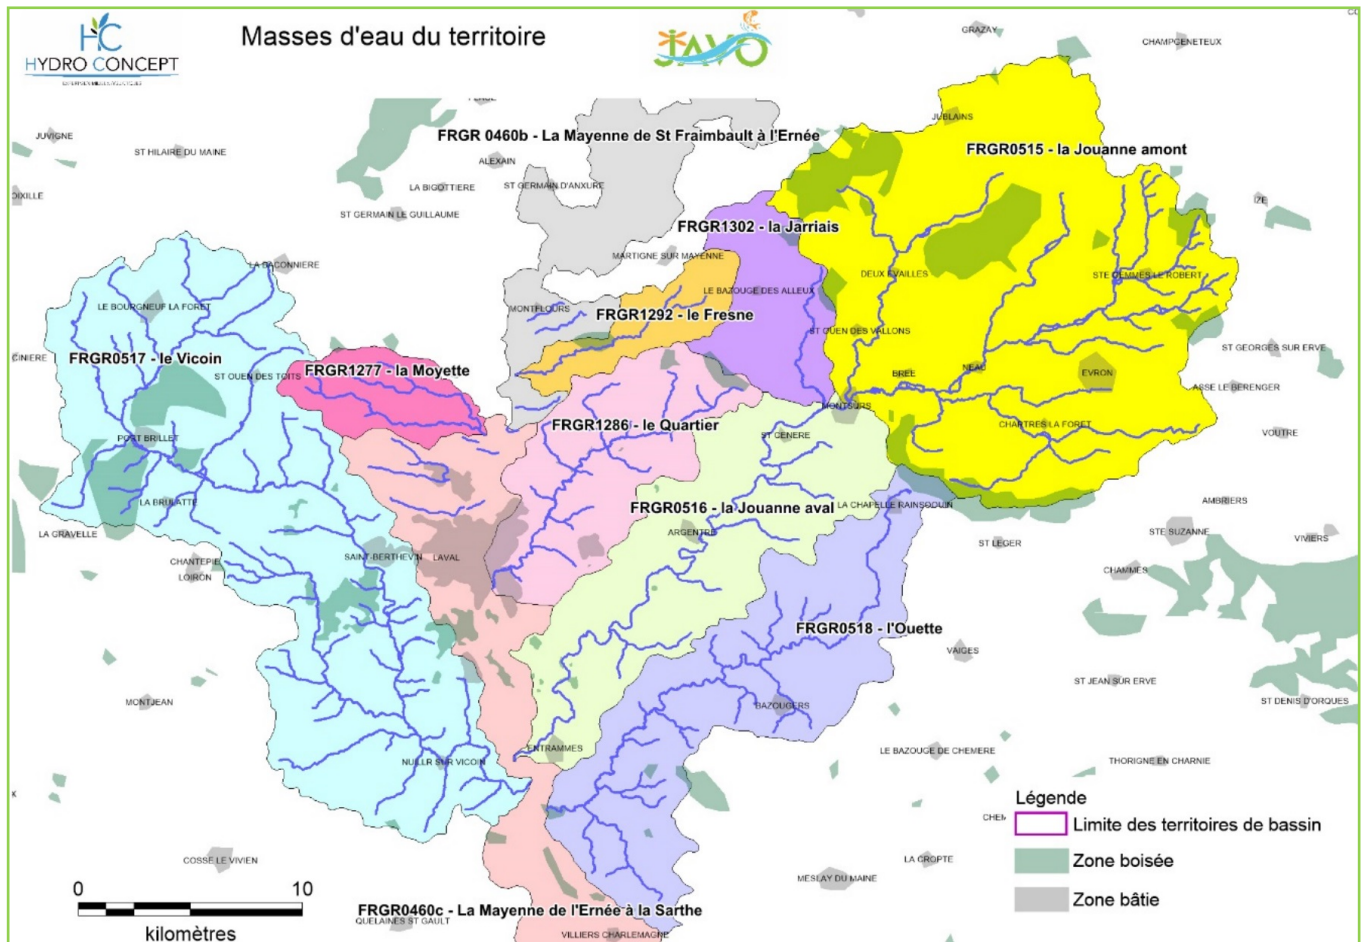 HC
HYDRO CONCEPT
Masses d'eau du territoire
JAVO
GRAZAY
CHAMPGENETEUX
JUVIGNE
ST HILAIRE DU MAINE
FRGR 0460b - La Mayenne de St Fraimbault à l'Ernée
JUBLAINS
FRGR0515 - la Jouanne amont
ALEXAIN
LA BIGOTTIERE
ST GERMAIN D'ANXURE
ST GERMAIN LE GUILLAUME
IZE
FRGR1302 - la Jarriais
MARTIGNE SUR MAYENNE
LA BACONNIERE
DEUX EVAILLES
STE GEMMES LE ROBERT
LE BAZOUGE DES ALLEUX
LE BOURGNEUF LA FORET
MONTFLOURS
FRGR1292 - le Fresne
ST OUEN DES VALLONS
ST GEORGES SUR ERVE
CINIERE
FRGR0517 - le Vicoin
ST OUEN DES TOITS
FRGR1277 - la Moyette
BREE
NEAU
EVRON
ASSE LE BERENGER
MONTSURS
FRGR1286 - le Quartier
CHARTRES LA FORET
ST CENERE
VOUTRE
PORT BRILLET
LA BRULATTE
FRGR0516 - la Jouanne aval
LA CHAPELLE RAINSOUIN
AMBRIERS
LA GRAVELLE
ARGENTRE
STE SUZANNE
VIVIERS
ST LEGER
CHANTEPIE
SAINT-BERTHEVIN
LAVAL
CHAMMES
LOIRON
FRGR0518 - l'Ouette
VAIGES
ST JEAN SUR ERVE
MONTJEAN
ST DENIS D'ORQUES
BAZOUGERS
ENTRAMMES
LE BAZOUGE DE CHEMERE
THORIGNE EN CHARNIE
NUILLR SUR VICOIN
Légende
CHEM
Limite des territoires de bassin
COSSE LE VIVIEN
LA CROPTE
Zone boisée
MESLAY DU MAINE
0 10
Zone bâtie
FRGR0460c - La Mayenne de l'Ernée à la Sarthe
QUELAINES ST GAULT
kilomètres
VILLIERS CHARLEMAGNE